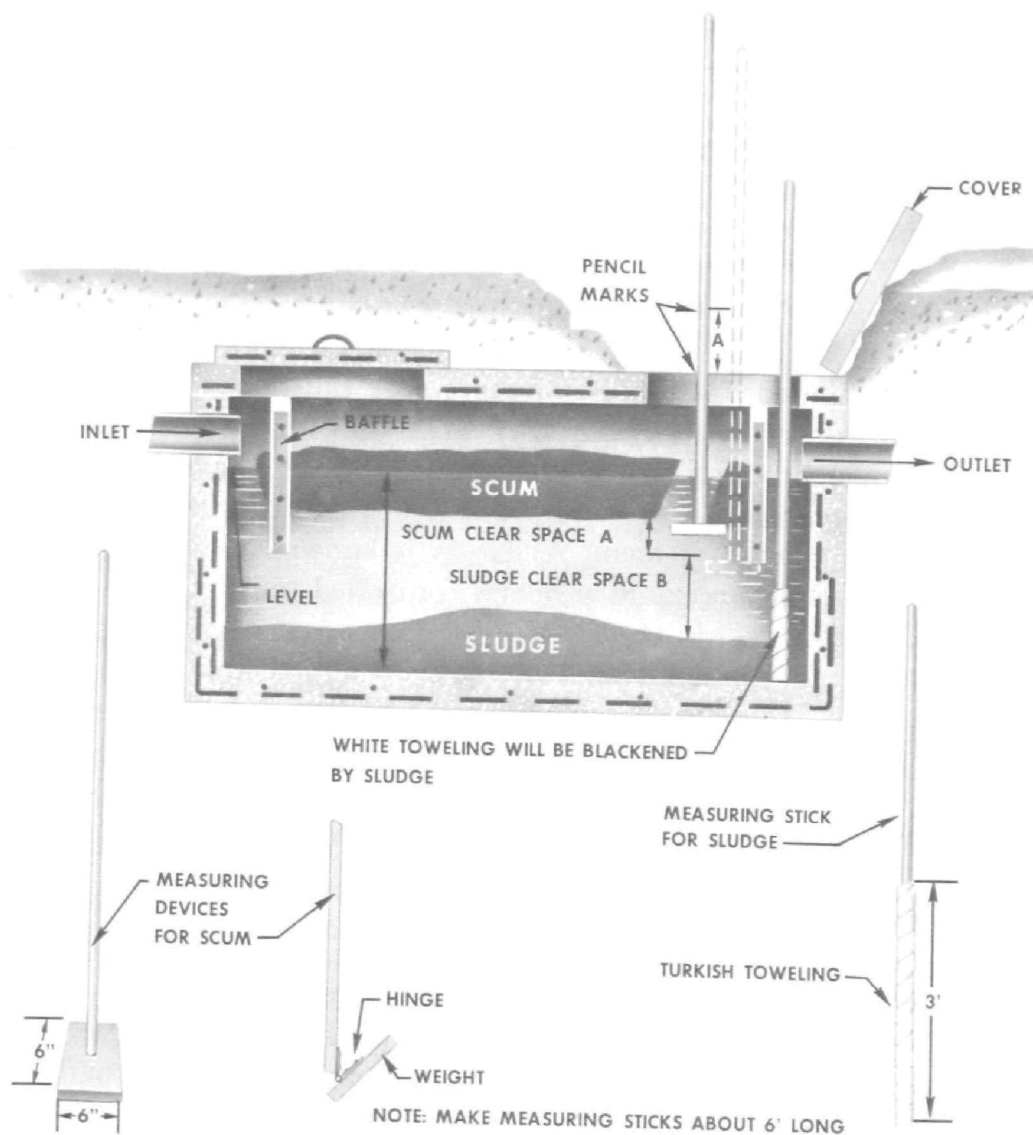 COVER
PENCIL
MARKS
A
INLET
BAFFLE
OUTLET
SCUM
SCUM CLEAR SPACE A
SLUDGE CLEAR SPACE B
LEVEL
SLUDGE
WHITE TOWELING WILL BE BLACKENED
BY SLUDGE
MEASURING STICK
FOR SLUDGE
MEASURING
DEVICES
FOR SCUM
TURKISH TOWELING
3'
HINGE
6"
WEIGHT
6"
NOTE: MAKE MEASURING STICKS ABOUT 6' LONG